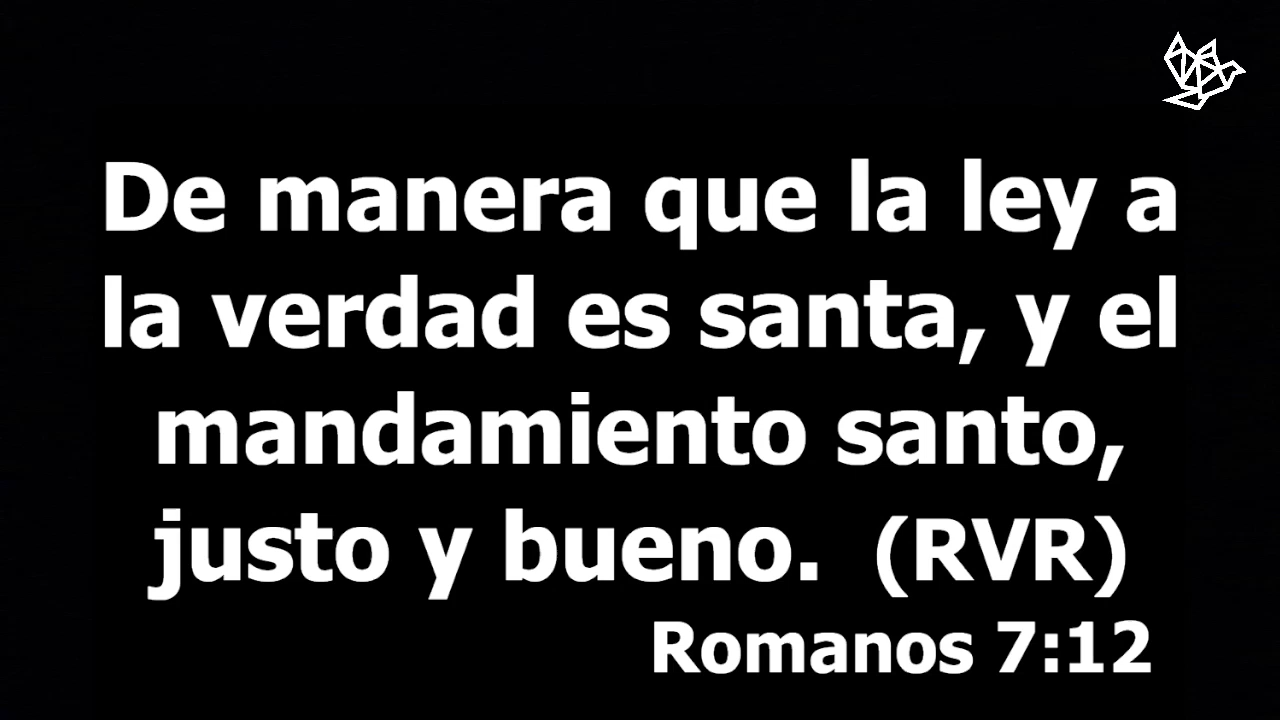 De manera que la ley a
la verdad es santa, y el
mandamiento santo,
justo y bueno. (RVR)
Romanos 7:12